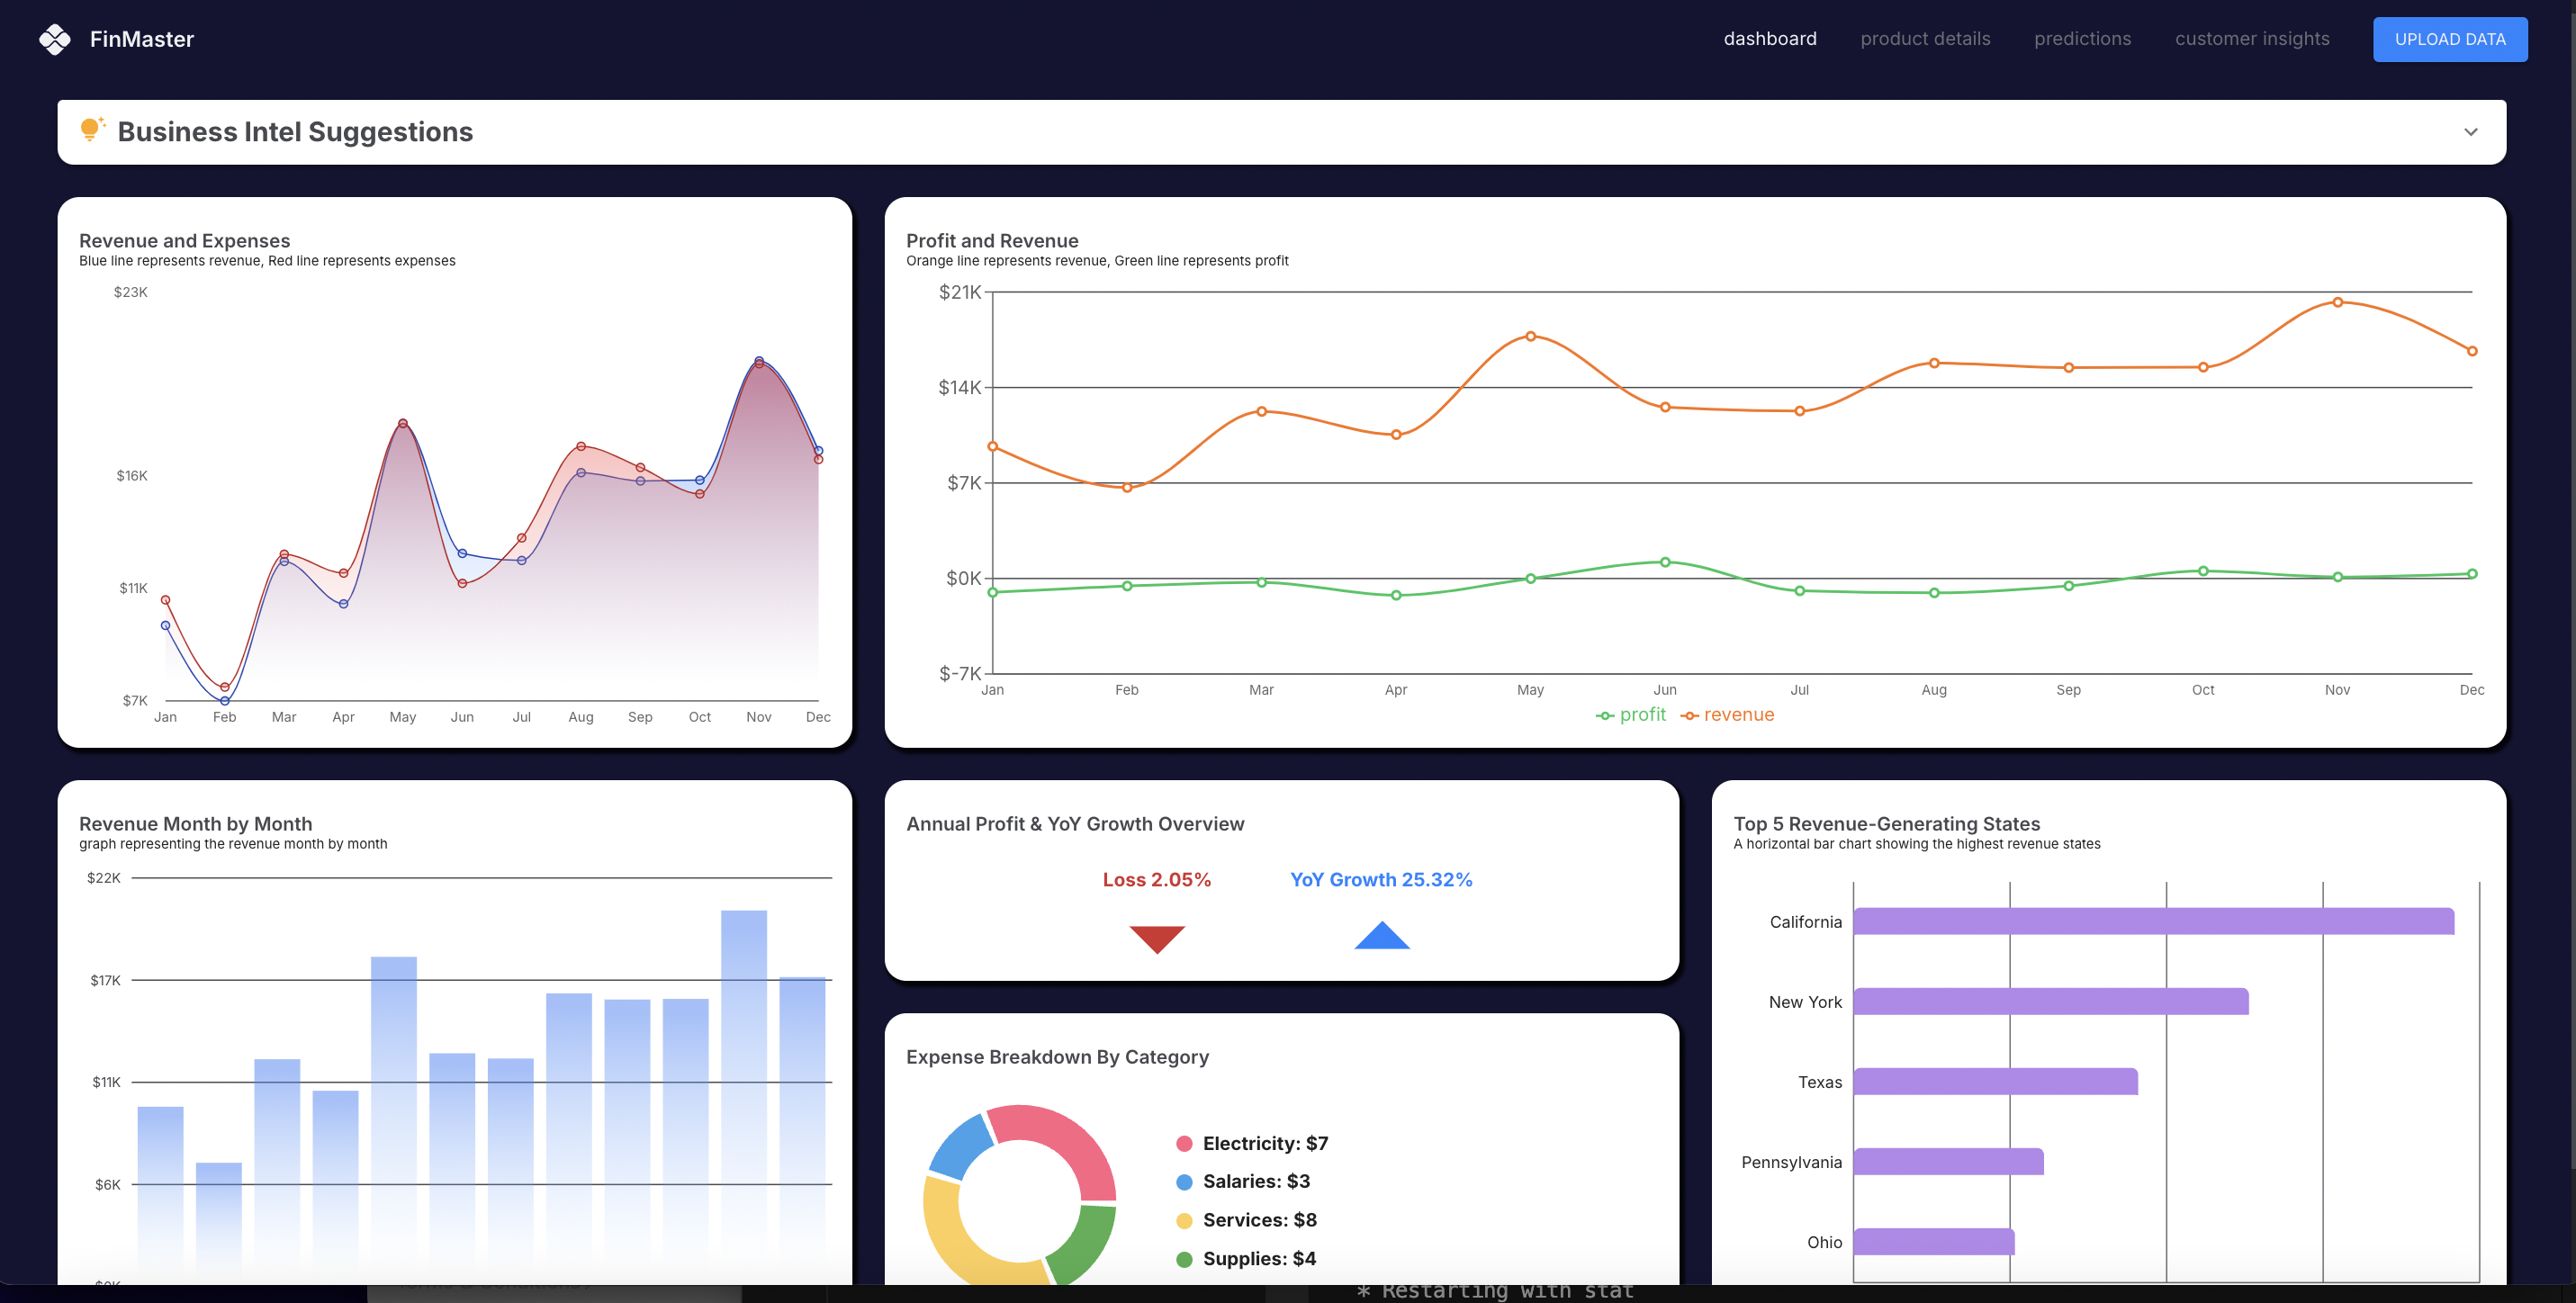 FinMaster
dashboard
product details
predictions
customer insights
UPLOAD DATA
Business Intel Suggestions
Revenue and Expenses
Blue line represents revenue, Red line represents expenses
$23K
$16K
$11K
$7K
Jan Feb Mar Apr May Jun Jul Aug Sep Oct Nov Dec
Profit and Revenue
Orange line represents revenue, Green line represents profit
$21K
$14K
$7K
$0K
$-7K
Jan Feb Mar Apr May Jun Jul Aug Sep Oct Nov Dec
profit revenue
Revenue Month by Month
graph representing the revenue month by month
$22K
$17K
$11K
$6K
Annual Profit & YoY Growth Overview
Loss 2.05%
YoY Growth 25.32%
Expense Breakdown By Category
Electricity: $7
Salaries: $3
Services: $8
Supplies: $4
Top 5 Revenue-Generating States
A horizontal bar chart showing the highest revenue states
California
New York
Texas
Pennsylvania
Ohio
* Restarting with stat